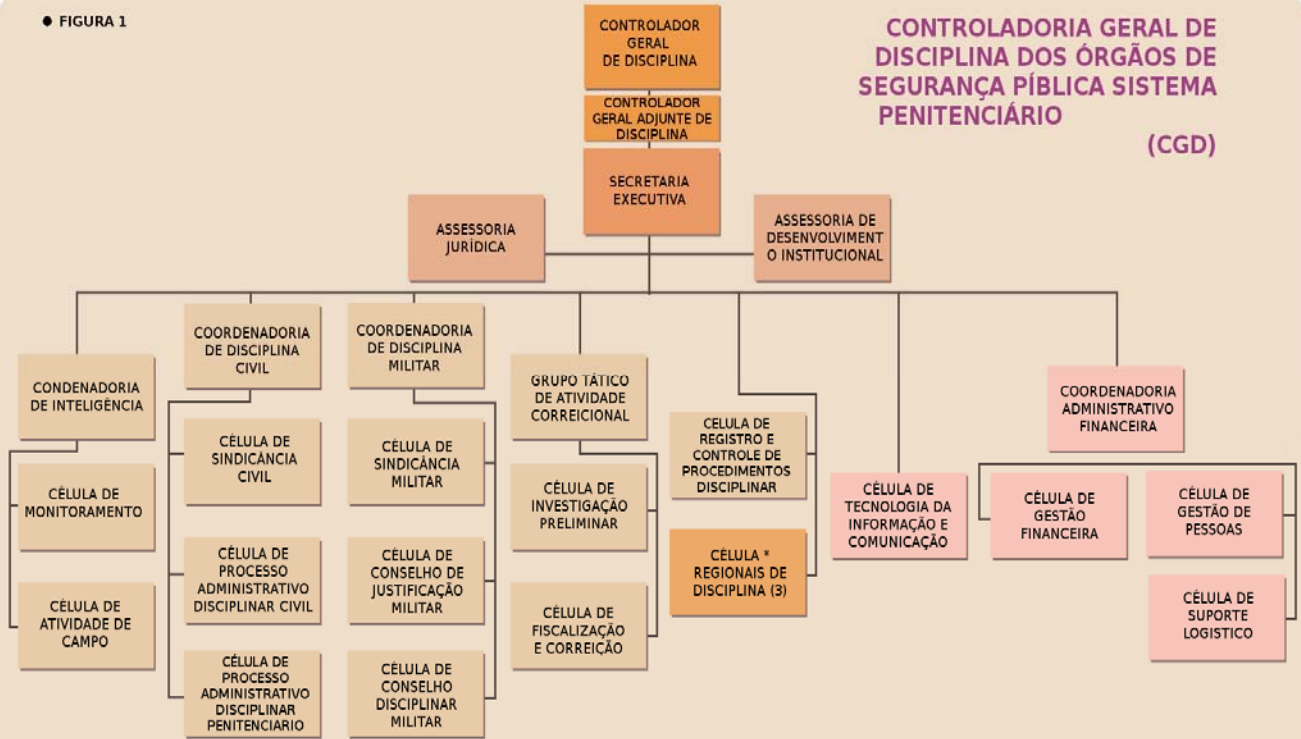 ● FIGURA 1
CONTROLADORIA GERAL DE
DISCIPLINA DOS ÓRGÃOS DE
SEGURANÇA PÍBLICA SISTEMA
PENITENCIÁRIO
(CGD)
CONTROLADOR
GERAL
DE DISCIPLINA
CONTROLADOR
GERAL ADJUNTE DE
DISCIPLINA
SECRETARIA
EXECUTIVA
ASSESSORIA
JURÍDICA
ASSESSORIA DE
DESENVOLVIMENT
O INSTITUCIONAL
CONDENADORIA
DE INTELIGÊNCIA
CÉLULA DE
MONITORAMENTO
CÉLULA DE
ATIVIDADE DE
CAMPO
COORDENADORIA
DE DISCIPLINA
CIVIL
CÉLULA DE
SINDICÂNCIA
CIVIL
CÉLULA DE
PROCESSO
ADMINISTRATIVO
DISCIPLINAR CIVIL
CÉLULA DE
PROCESSO
ADMINISTRATIVO
DISCIPLINAR
PENITENCIARIO
COORDENADORIA
DE DISCIPLINA
MILITAR
CÉLULA DE
SINDICÂNCIA
MILITAR
CÉLULA DE
CONSELHO DE
JUSTIFICAÇÃO
MILITAR
CÉLULA DE
CONSELHO
DISCIPLINAR
MILITAR
GRUPO TÁTICO
DE ATIVIDADE
CORREICIONAL
CÉLULA DE
INVESTIGAÇÃO
PRELIMINAR
CÉLULA DE
FISCALIZAÇÃO
E CORREIÇÃO
CELULA DE
REGISTRO E
CONTROLE DE
PROCEDIMENTOS
DISCIPLINAR
CÉLULA *
REGIONAIS DE
DISCIPLINA (3)
CÉLULA DE
TECNOLOGIA DA
INFORMAÇÃO E
COMUNICAÇÃO
COORDENADORIA
ADMINISTRATIVO
FINANCEIRA
CÉLULA DE
GESTÃO
FINANCEIRA
CÉLULA DE
GESTÃO DE
PESSOAS
CÉLULA DE
SUPORTE
LOGISTICO